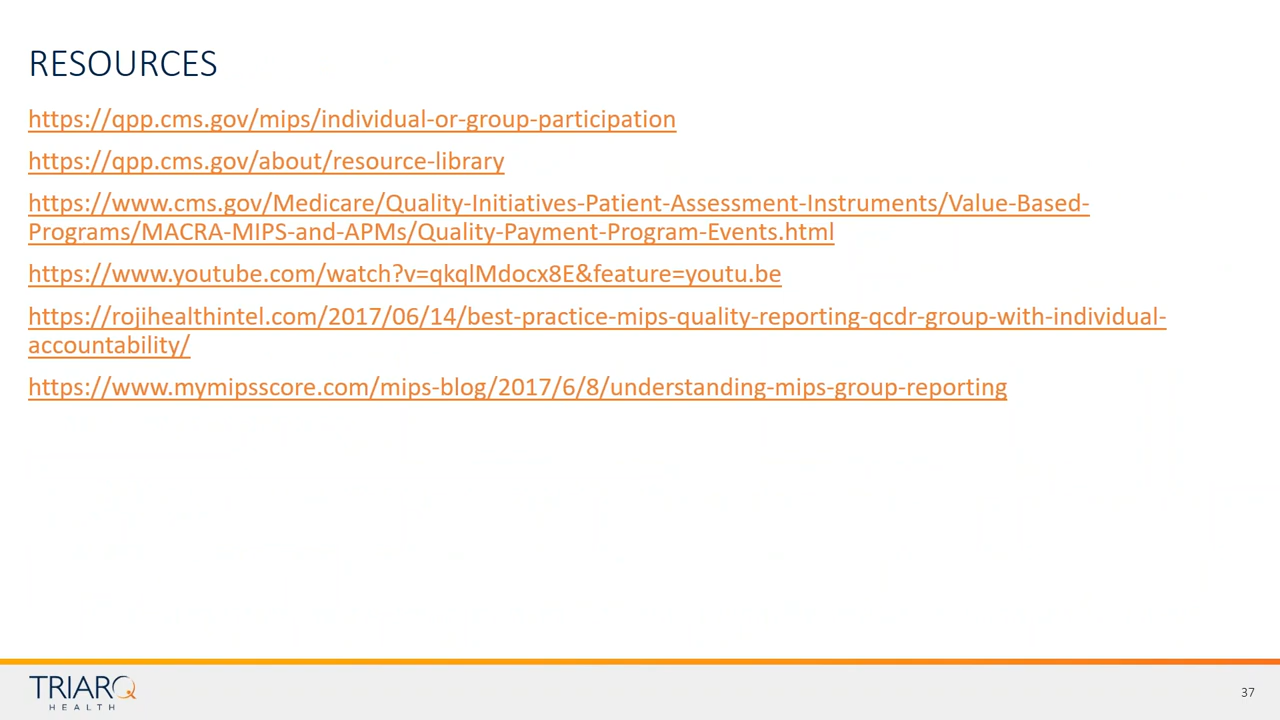 RESOURCES
https://qpp.cms.gov/mips/individual-or-group-participation
https://qpp.cms.gov/about/resource-library
https://www.cms.gov/Medicare/Quality-Initiatives-Patient-Assessment-Instruments/Value-Based-
Programs/MACRA-MIPS-and-APMs/Quality-Payment-Program-Events.html
https://www.youtube.com/watch?v=qkqlMdocx8E&feature=youtu.be
https://rojihealthintel.com/2017/06/14/best-practice-mips-quality-reporting-qcdr-group-with-individual-
accountability/
https://www.mymipsscore.com/mips-blog/2017/6/8/understanding-mips-group-reporting
TRIARQ
HEALTH
37